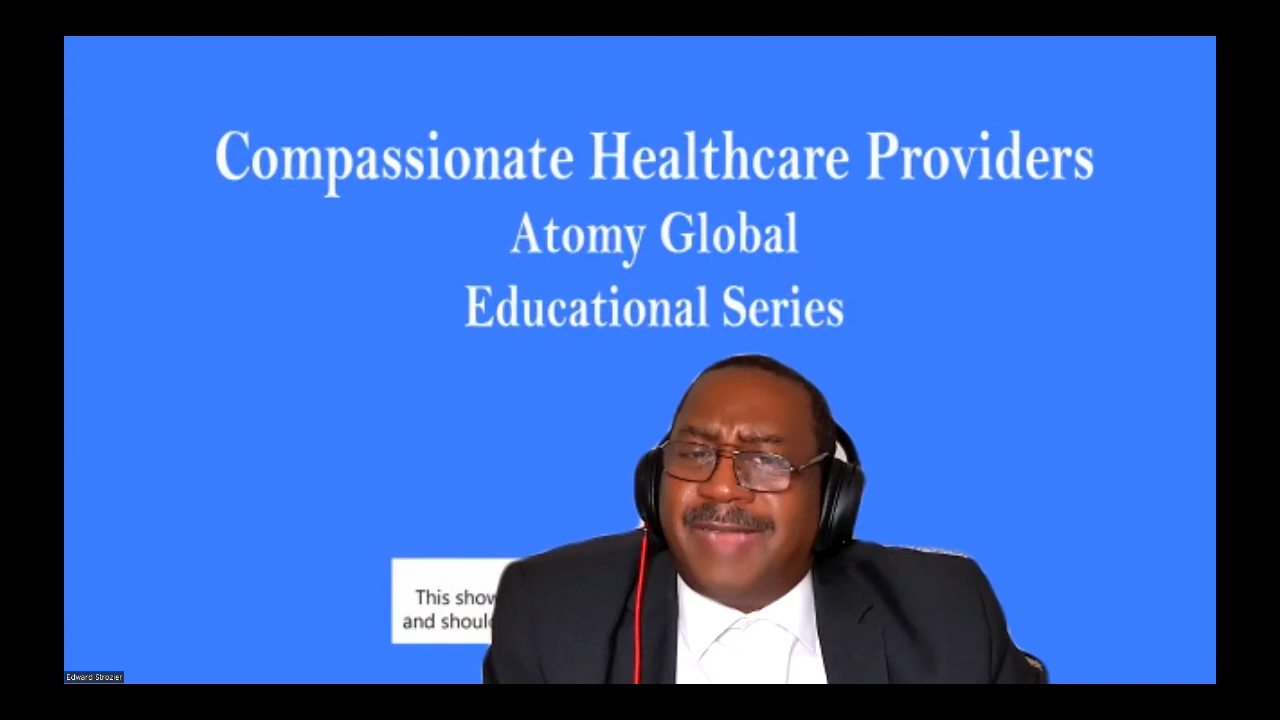 Compassionate Healthcare Providers
Atomy Global
Educational Series
This show
and should
Edward Strozier